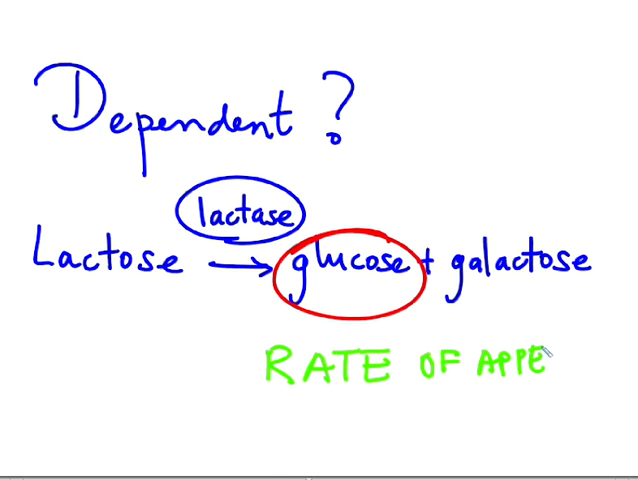 Dependent ?
lactase
Lactose → glucose + galactose
RATE OF APPE